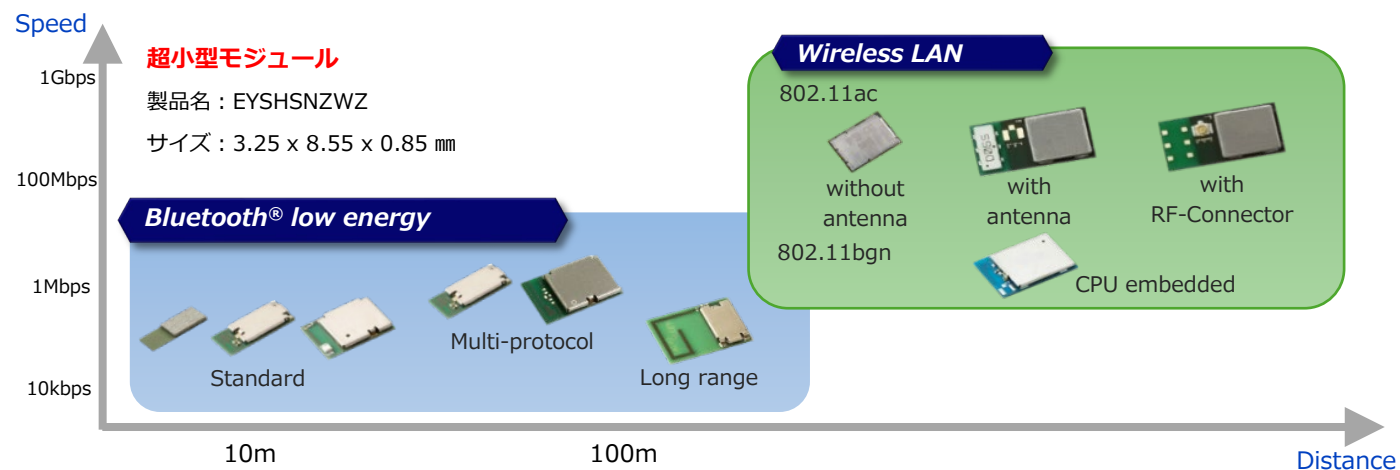 Speed
超小型モジュール
製品名：EYSHSNZWZ
サイズ：3.25 x 8.55 x 0.85 ㎜
1Gbps
100Mbps
1Mbps
10kbps
Bluetooth® low energy
Standard
Multi-protocol
Long range
Wireless LAN
802.11ac
without
antenna
with
antenna
with
RF-Connector
802.11bgn
CPU embedded
10m
100m
Distance